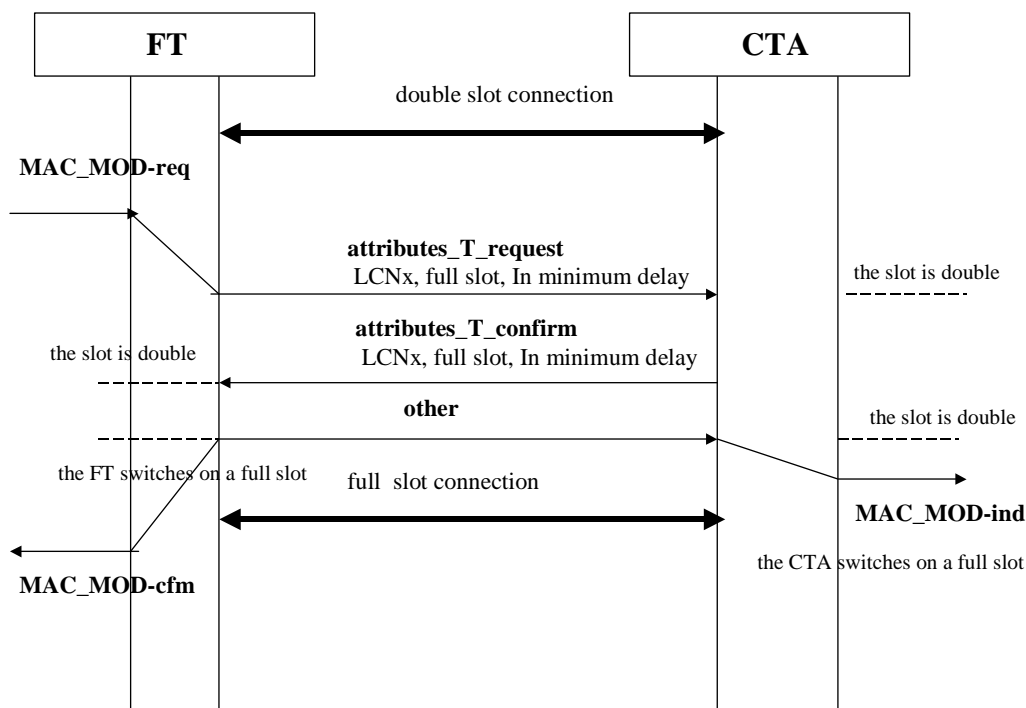 FT
CTA
double slot connection
MAC_MOD-req
attributes_T_request
LCNx, full slot, In minimum delay
the slot is double
attributes_T_confirm
the slot is double
LCNx, full slot, In minimum delay
other
the slot is double
the FT switches on a full slot
full slot connection
MAC_MOD-ind
the CTA switches on a full slot
MAC_MOD-cfm